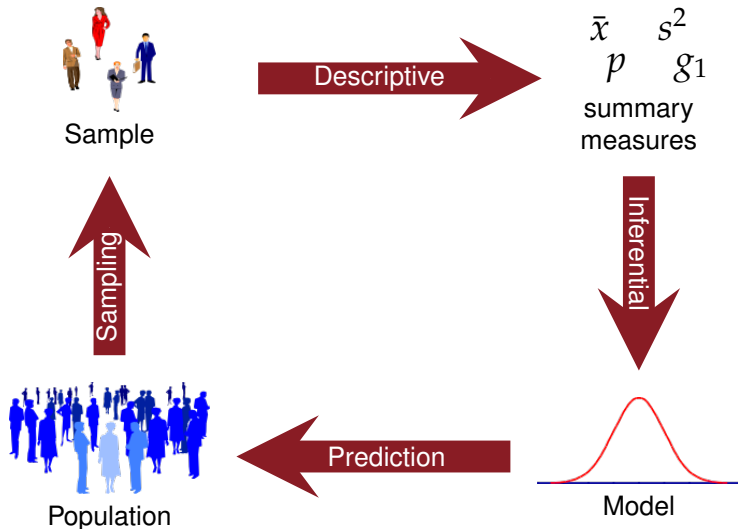 x̄ s²
p g₁
Descriptive
Sample
summary
measures
Sampling
Inferential
Prediction
Population
Model